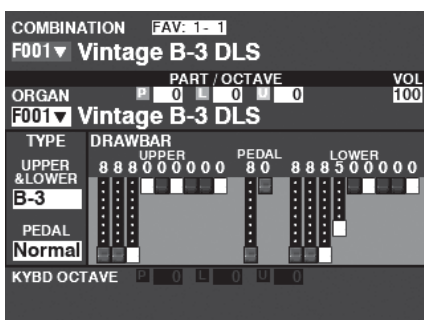 COMBINATION FAV: 1- 1
F001▼ Vintage B-3 DLS
PART / OCTAVE VOL
ORGAN P 0 L 0 U 0 100
F001▼ Vintage B-3 DLS
TYPE DRAWBAR
UPPER PEDAL LOWER
UPPER &LOWER 888000000 80 888500000
B-3
PEDAL
Normal
KYBD OCTAVE P 0 L 0 U 0